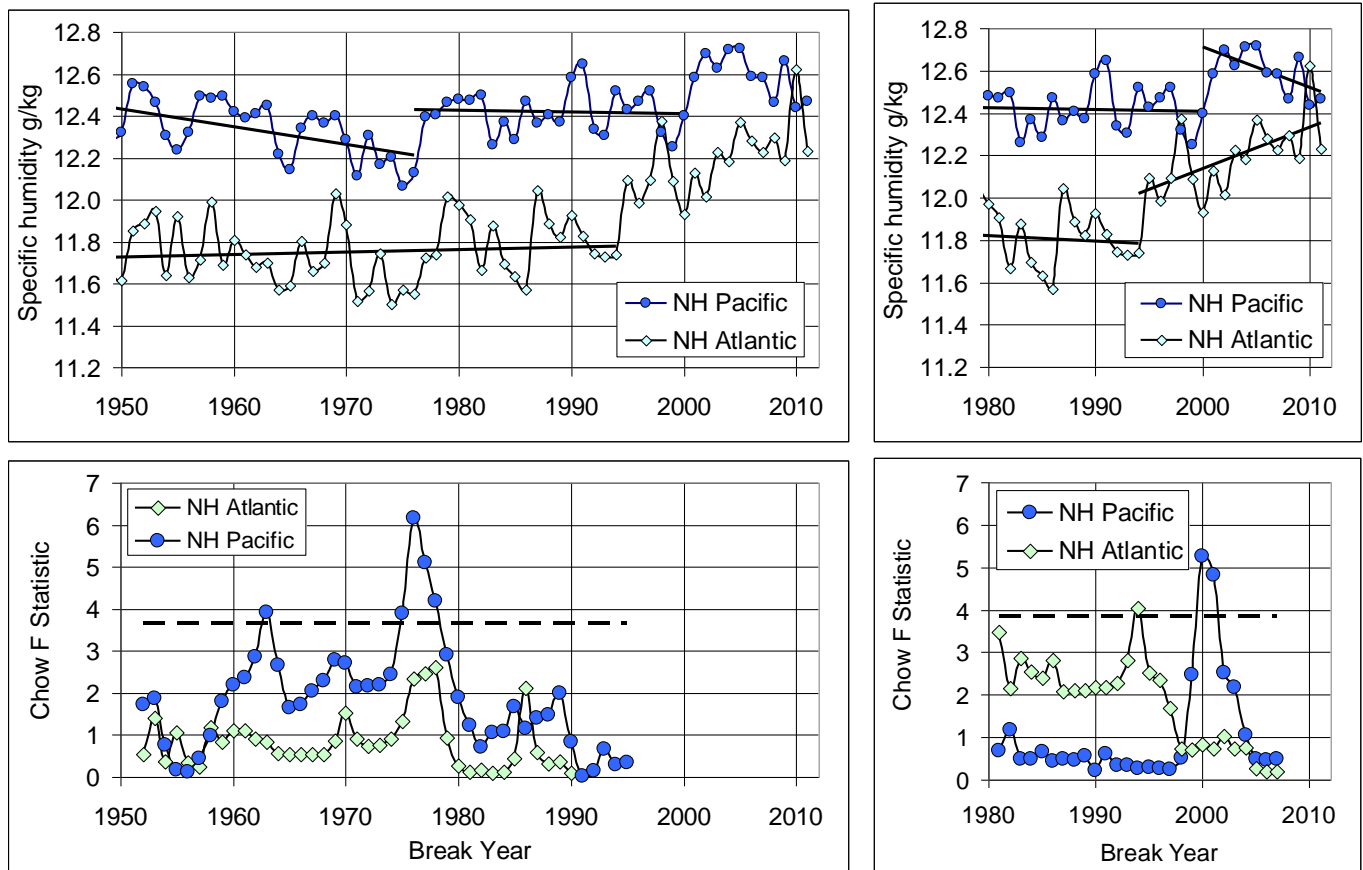 Specific humidity g/kg
12.8
12.6
12.4
12.2
12.0
11.8
11.6
11.4
11.2
NH Pacific
NH Atlantic
1950 1960 1970 1980 1990 2000 2010
Specific humidity g/kg
12.8
12.6
12.4
12.2
12.0
11.8
11.6
11.4
11.2
NH Pacific
NH Atlantic
1980 1990 2000 2010
Chow F Statistic
7
6
5
4
3
2
1
0
NH Atlantic
NH Pacific
1950 1960 1970 1980 1990 2000 2010
Break Year
Chow F Statistic
7
6
5
4
3
2
1
0
NH Pacific
NH Atlantic
1980 1990 2000 2010
Break Year